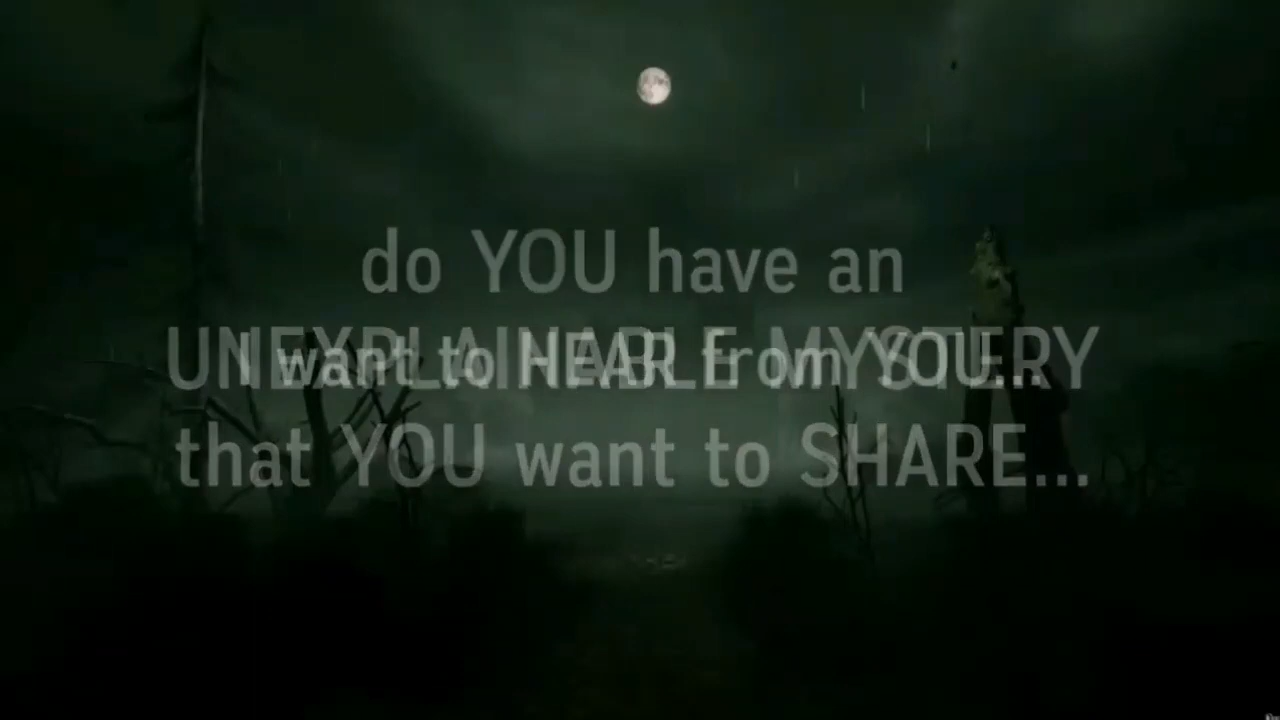 do YOU have an
UNEXPLAINABLE MYSTERY
I want to HEAR from YOU...
that YOU want to SHARE...